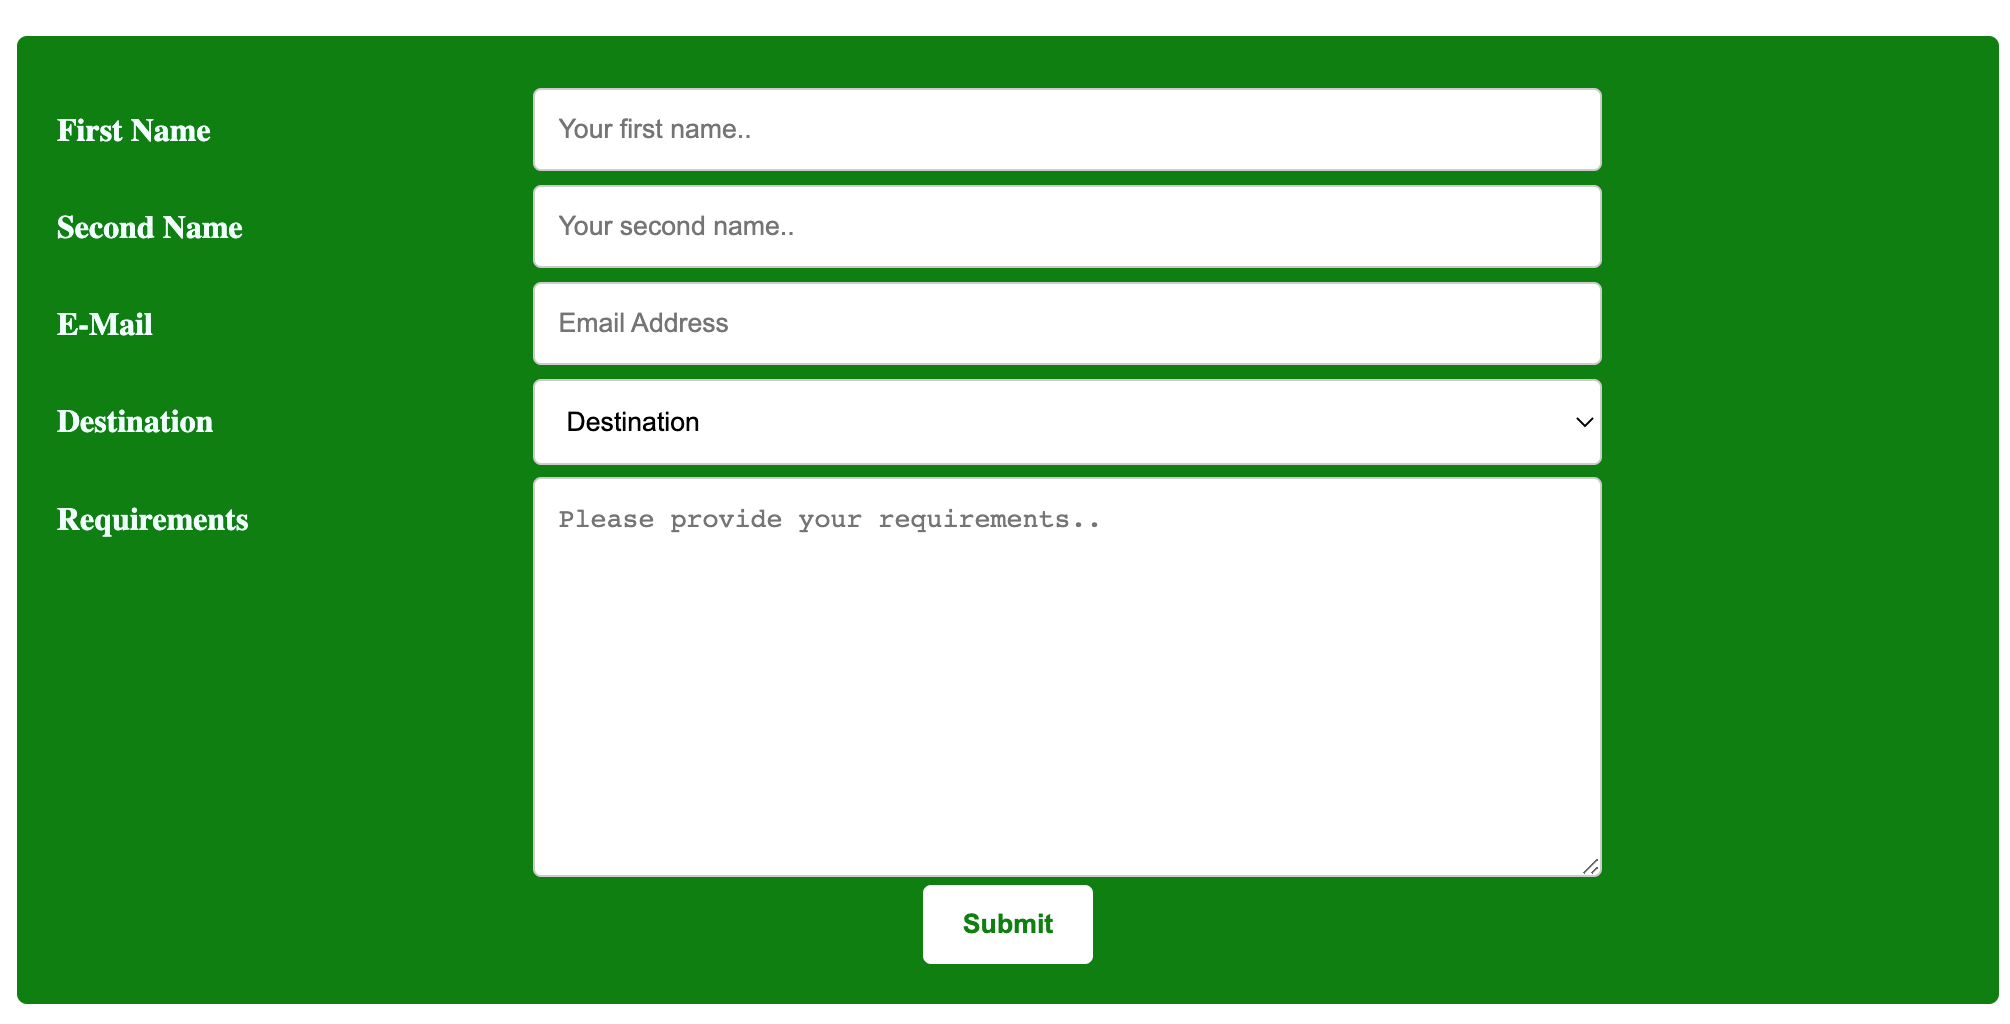 First Name
Your first name..
Second Name
Your second name..
E-Mail
Email Address
Destination
Destination
Requirements
Please provide your requirements..
Submit